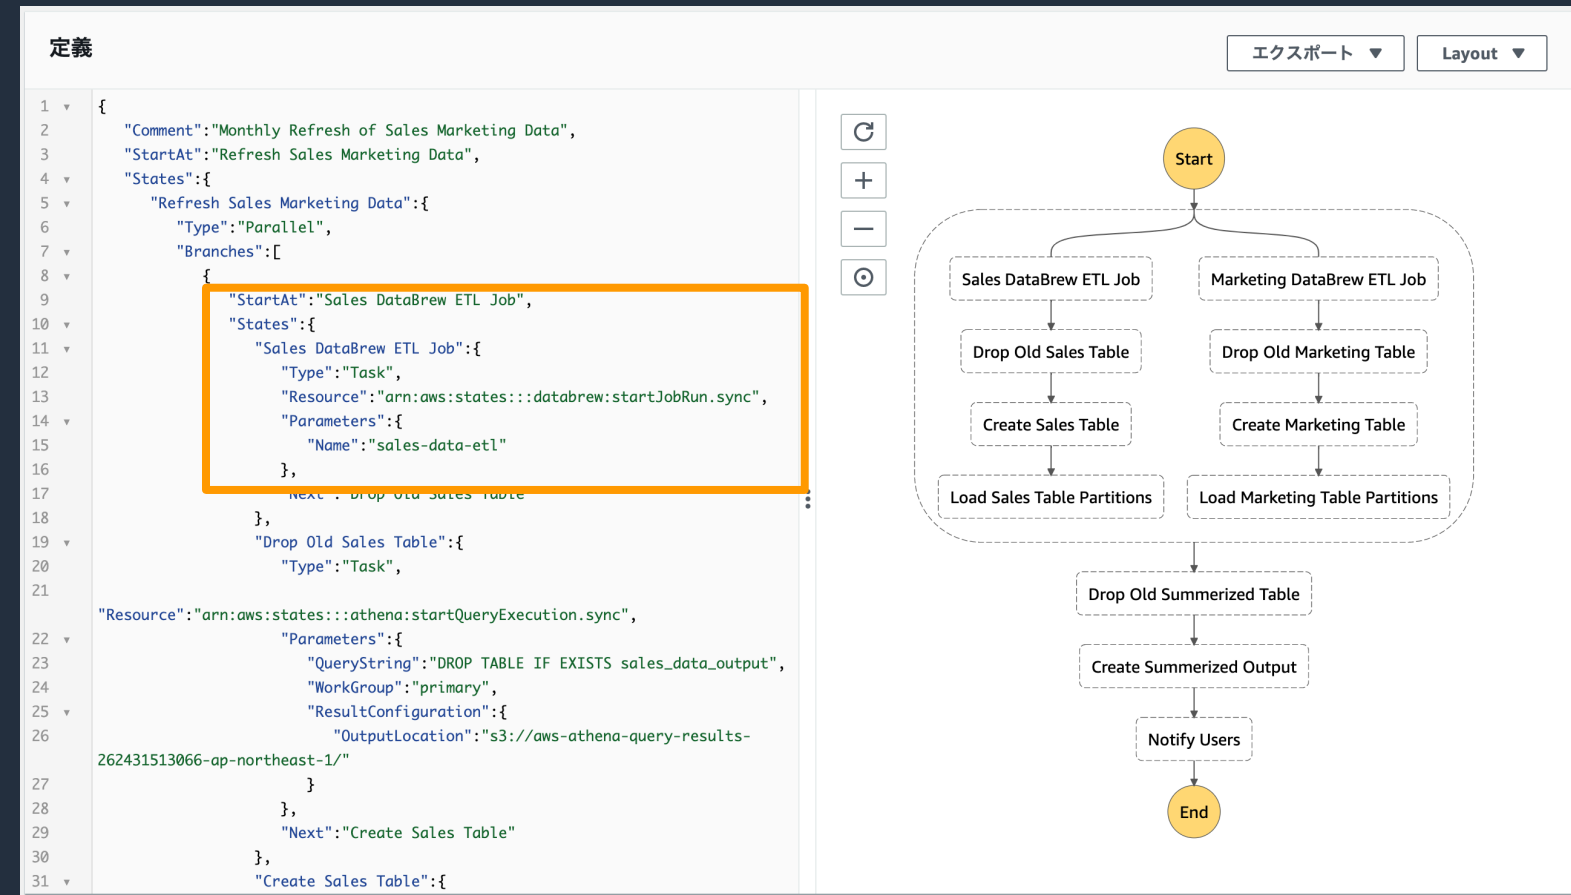 定義
エクスポート ▼
Layout ▼
1 {
2 "Comment":"Monthly Refresh of Sales Marketing Data",
3 "StartAt":"Refresh Sales Marketing Data",
4 "States":{
5 "Refresh Sales Marketing Data":{
6 "Type":"Parallel",
7 "Branches":[
8 {
9 "StartAt":"Sales DataBrew ETL Job",
10 "States":{
11 "Sales DataBrew ETL Job":{
12 "Type":"Task",
13 "Resource":"arn:aws:states:::databrew:startJobRun.sync",
14 "Parameters":{
15 "Name":"sales-data-etl"
16 },
17 "Next":"Drop Old Sales Table"
18 },
19 "Drop Old Sales Table":{
20 "Type":"Task",
21
"Resource":"arn:aws:states:::athena:startQueryExecution.sync",
22 "Parameters":{
23 "QueryString":"DROP TABLE IF EXISTS sales_data_output",
24 "WorkGroup":"primary",
25 "ResultConfiguration":{
26 "OutputLocation":"s3://aws-athena-query-results-
262431513066-ap-northeast-1/"
27 }
28 },
29 "Next":"Create Sales Table"
30 },
31 "Create Sales Table":{
Start
Sales DataBrew ETL Job
Marketing DataBrew ETL Job
Drop Old Sales Table
Drop Old Marketing Table
Create Sales Table
Create Marketing Table
Load Sales Table Partitions
Load Marketing Table Partitions
Drop Old Summerized Table
Create Summerized Output
Notify Users
End